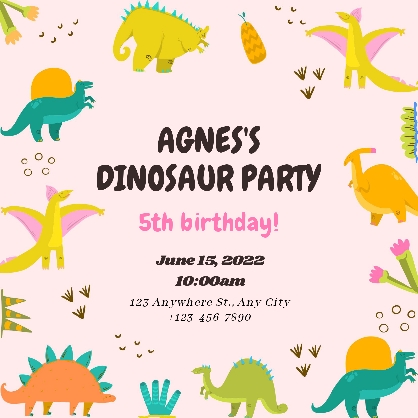 AGNES'S
DINOSAUR PARTY
5th birthday!
June 15, 2022
10:00am
123 Anywhere St., Any City
+123-456-7890